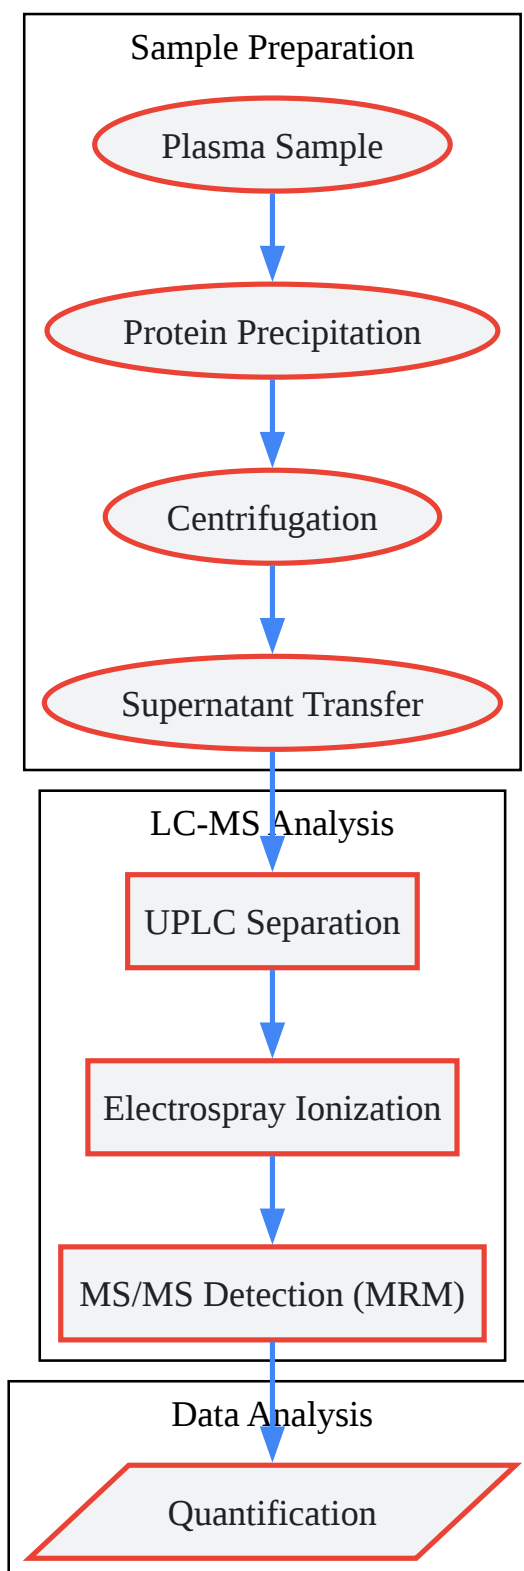 Sample Preparation
Plasma Sample
Protein Precipitation
Centrifugation
Supernatant Transfer
LC-MS Analysis
UPLC Separation
Electrospray Ionization
MS/MS Detection (MRM)
Data Analysis
Quantification